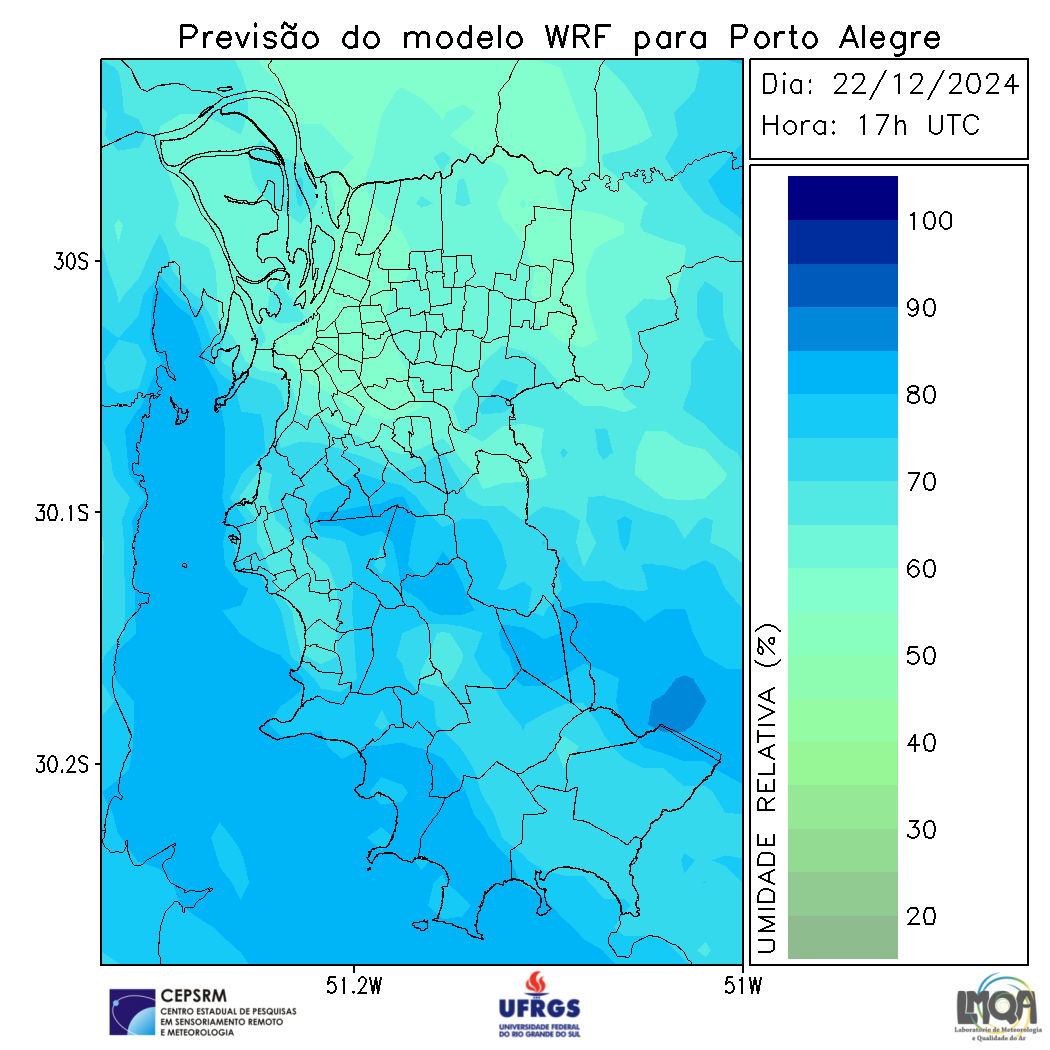 Previsão do modelo WRF para Porto Alegre
Dia: 22/12/2024
Hora: 17h UTC
100
90
80
70
60
50
40
30
20
UMIDADE RELATIVA (%)
30S
30.1S
30.2S
51.2W
51W
CEPSRM
CENTRO ESTADUAL DE PESQUISAS
EM SENSORIAMENTO REMOTO
E METEOROLOGIA
UFRGS
UNIVERSIDADE FEDERAL
DO RIO GRANDE DO SUL
LMQA
Laboratório de Meteorologia
e Qualidade do Ar